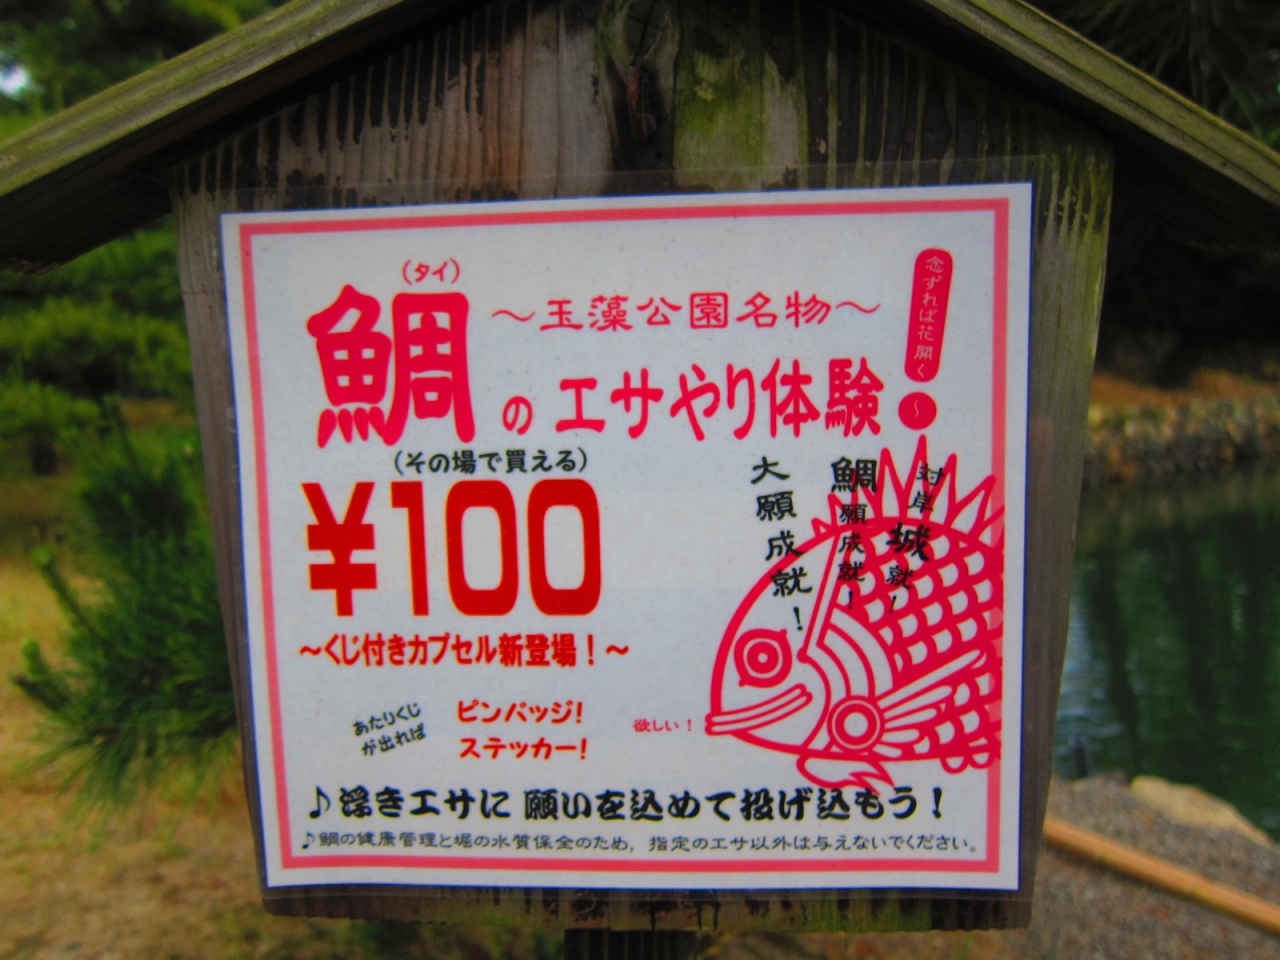 (タイ)
～玉藻公園名物～
鯛のエサやり体験!
念ずれば花開く～
(その場で買える)
¥100
～くじ付きカプセル新登場！～
対岸城就！
鯛願成就！
大願成就！
あたりくじ
が出れば
ピンバッジ!
ステッカー!
欲しい！
♪浮きエサに願いを込めて投げ込もう！
♪鯛の健康管理と堀の水質保全のため，指定のエサ以外は与えないでください。